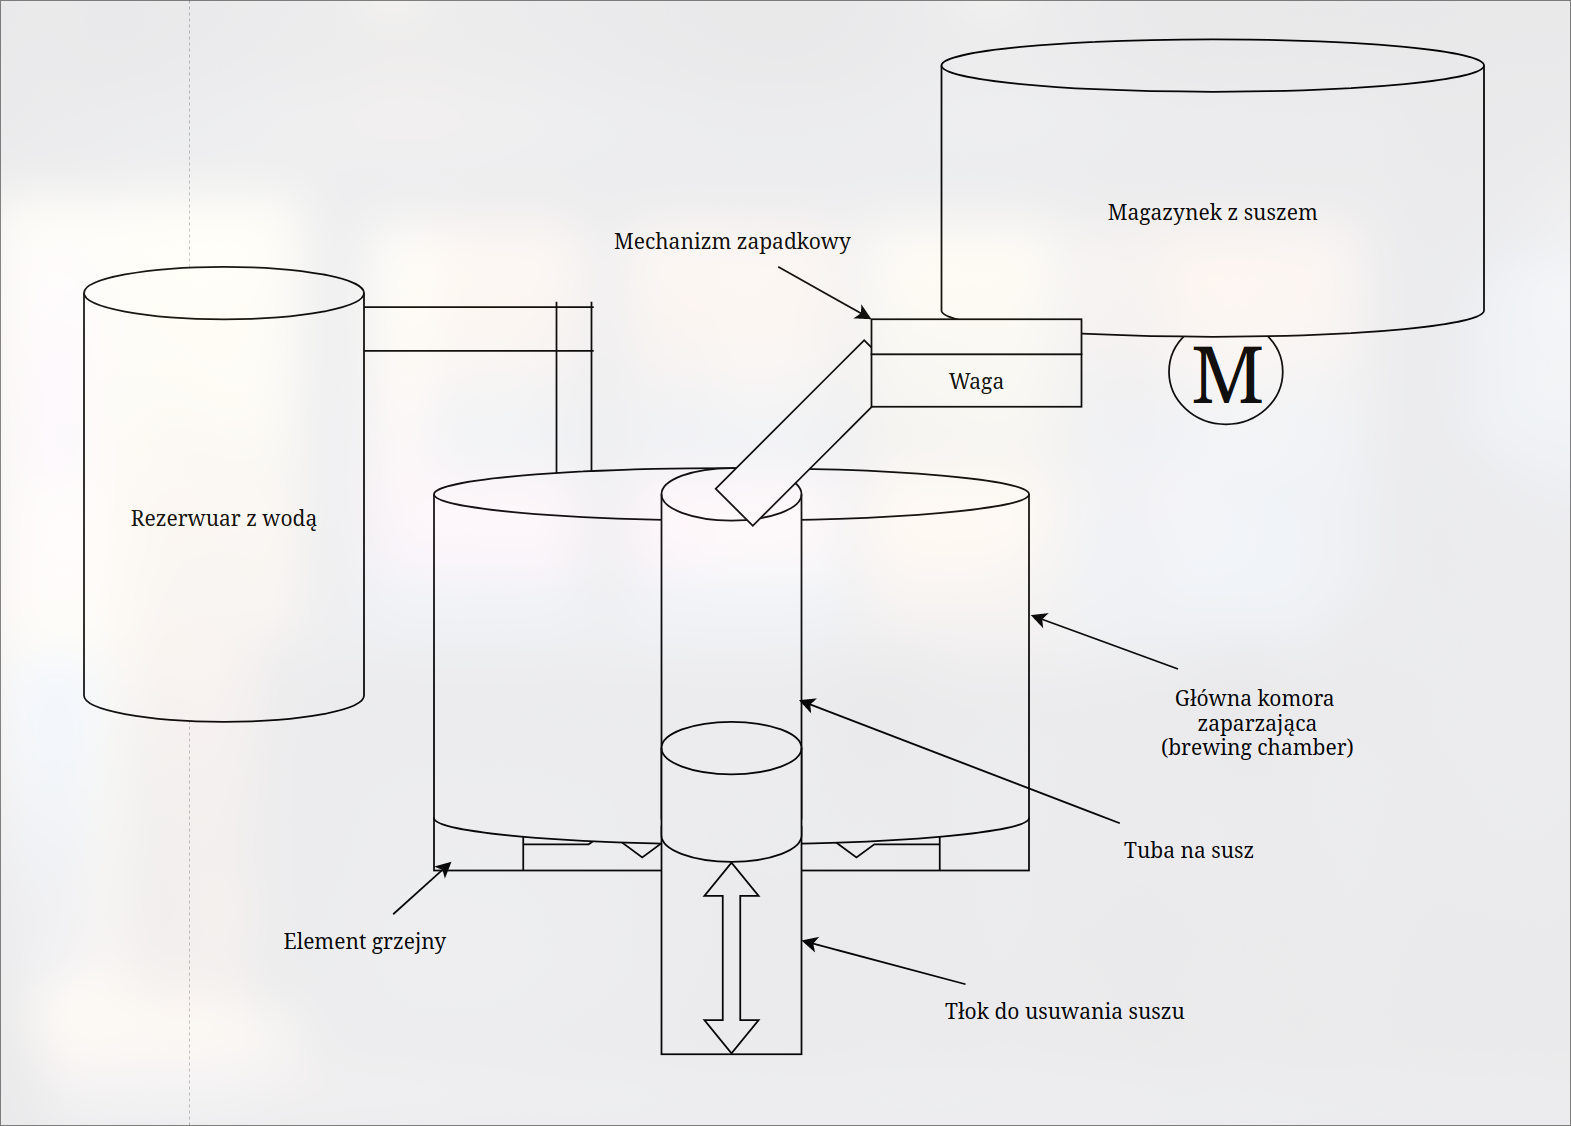 Magazynek z suszem
Mechanizm zapadkowy
Waga
M
Rezerwuar z wodą
Główna komora
zaparzająca
(brewing chamber)
Tuba na susz
Element grzejny
Tłok do usuwania suszu